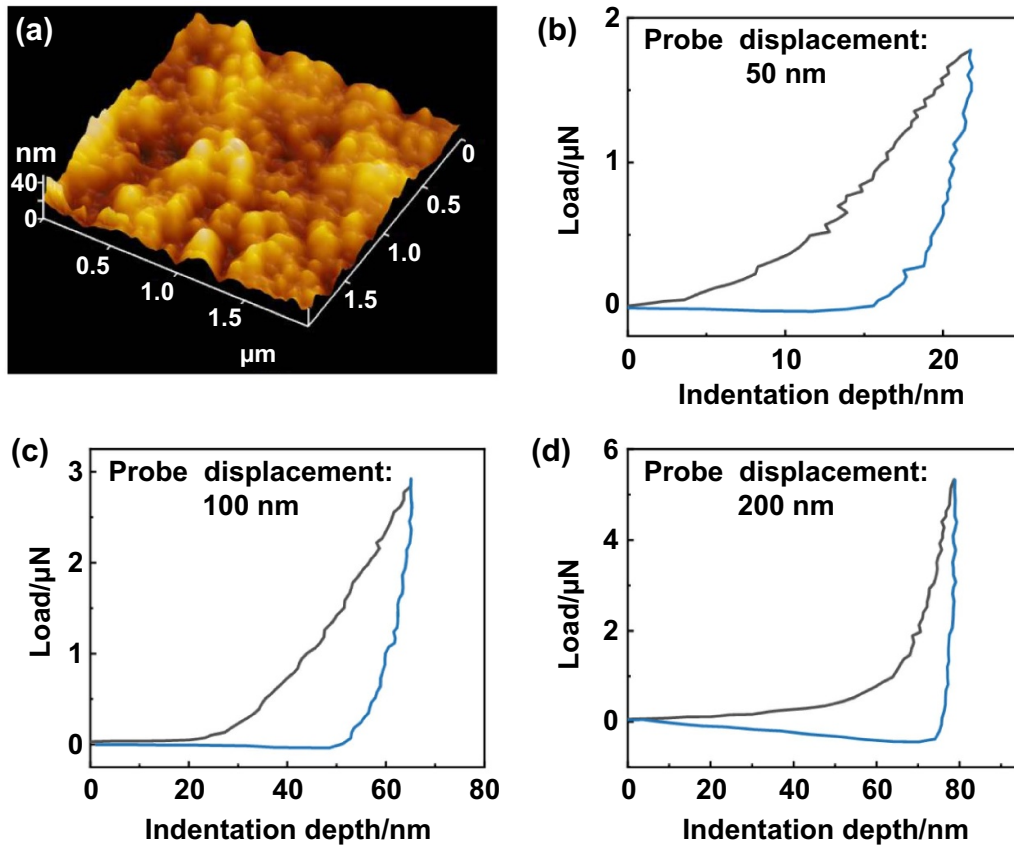 (a)
nm
40
0
0.5
1.0
1.5
µm
0
0.5
1.0
1.5
(b)
Probe displacement:
50 nm
Load/µN
2
1
0
0 10 20
Indentation depth/nm
(c)
Probe displacement:
100 nm
Load/µN
3
2
1
0
0 20 40 60 80
Indentation depth/nm
(d)
Probe displacement:
200 nm
Load/µN
6
4
2
0
0 20 40 60 80
Indentation depth/nm